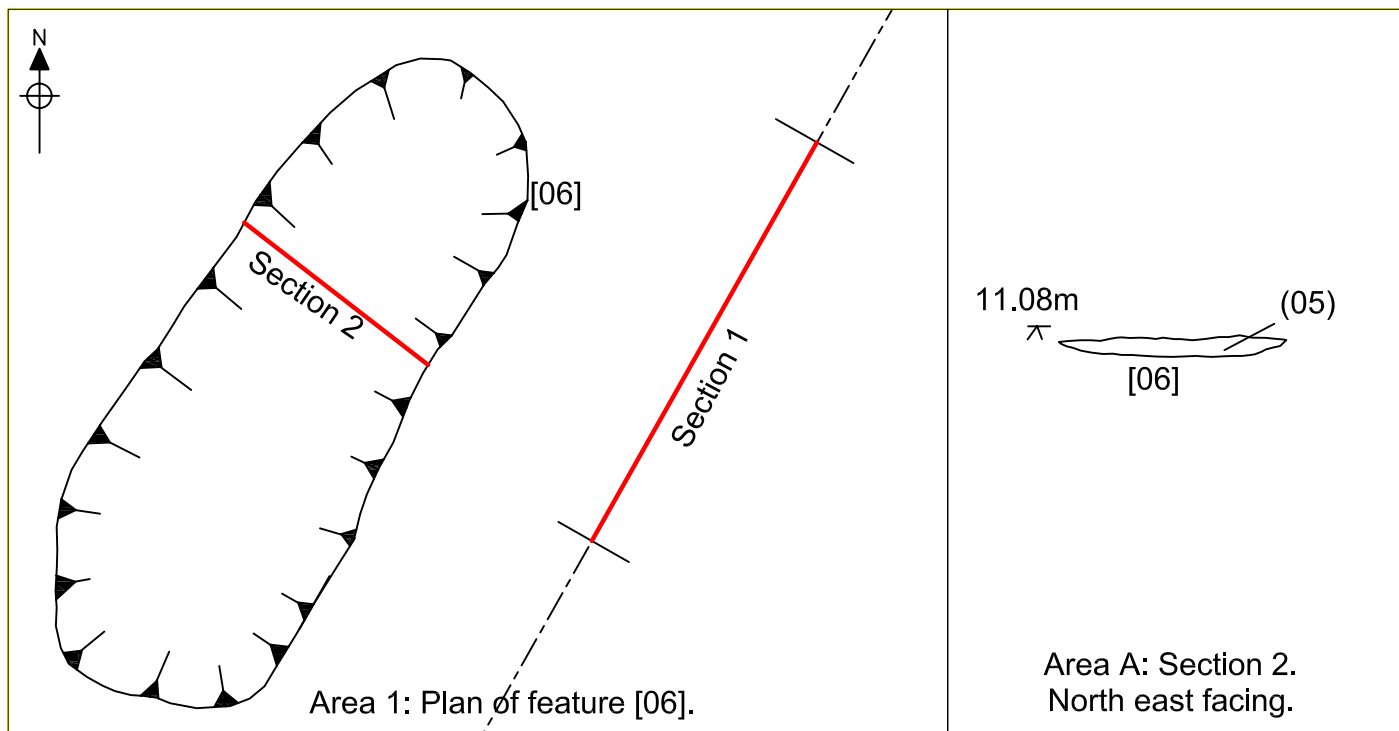 N
[06]
Section 2
Section 1
Area 1: Plan of feature [06].
11.08m
(05)
[06]
Area A: Section 2.
North east facing.